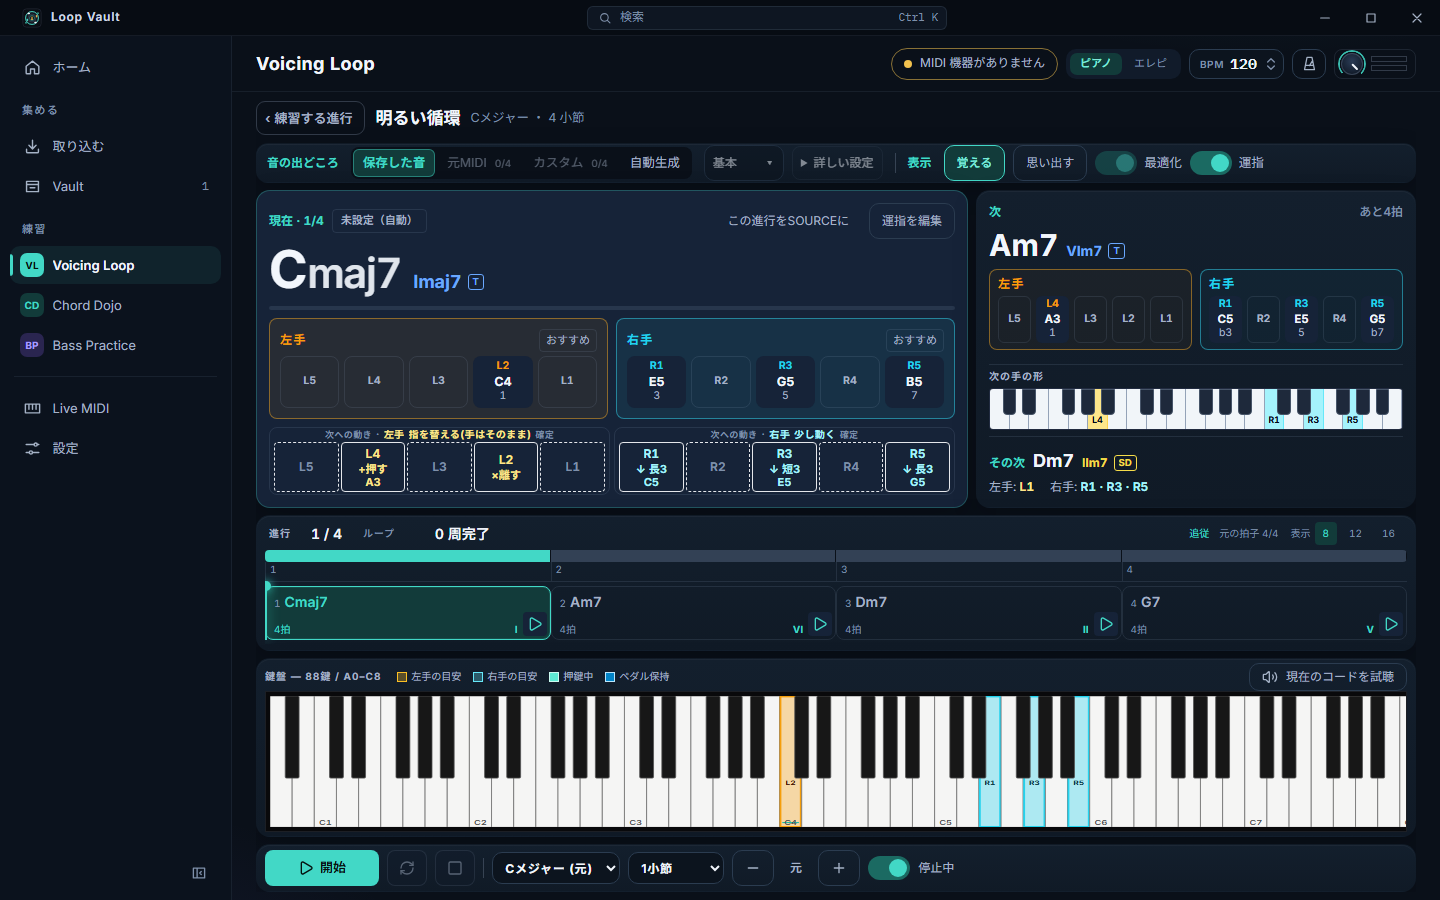 Loop Vault
検索
Ctrl K
ホーム
集める
取り込む
Vault
1
練習
VL Voicing Loop
CD Chord Dojo
BP Bass Practice
Live MIDI
設定
Voicing Loop
MIDI 機器がありません
ピアノ
エレピ
BPM 120
‹ 練習する進行
明るい循環
Cメジャー ・ 4 小節
音の出どころ
保存した音
元MIDI 0/4
カスタム 0/4
自動生成
基本
▶ 詳しい設定
表示
覚える
思い出す
最適化
運指
現在 · 1/4
未設定（自動）
この進行をSOURCEに
運指を編集
Cmaj7 Imaj7 T
左手
おすすめ
L5
L4
L3
L2
C4
1
L1
右手
おすすめ
R1
E5
3
R2
R3
G5
5
R4
R5
B5
7
次への動き · 左手 指を替える(手はそのまま) 確定
L5
L4
+押す
A3
L3
L2
×離す
L1
次への動き · 右手 少し動く 確定
R1
↓ 長3
C5
R2
R3
↓ 短3
E5
R4
R5
↓ 長3
G5
次
あと4拍
Am7 VIm7 T
左手
L5
L4
A3
1
L3
L2
L1
右手
R1
C5
b3
R2
R3
E5
5
R4
R5
G5
b7
次の手の形
L4
R1
R3
R5
その次 Dm7 IIm7 SD
左手: L1 右手: R1 · R3 · R5
進行
1 / 4
ループ
0 周完了
追従
元の拍子 4/4
表示
8
12
16
1
2
3
4
1 Cmaj7
4拍
I
2 Am7
4拍
VI
3 Dm7
4拍
II
4 G7
4拍
V
鍵盤 — 88鍵 / A0–C8
左手の目安
右手の目安
押鍵中
ペダル保持
現在のコードを試聴
L2
R1
R3
R5
C1
C2
C3
C4
C5
C6
C7
開始
Cメジャー (元)
1小節
−
元
+
停止中